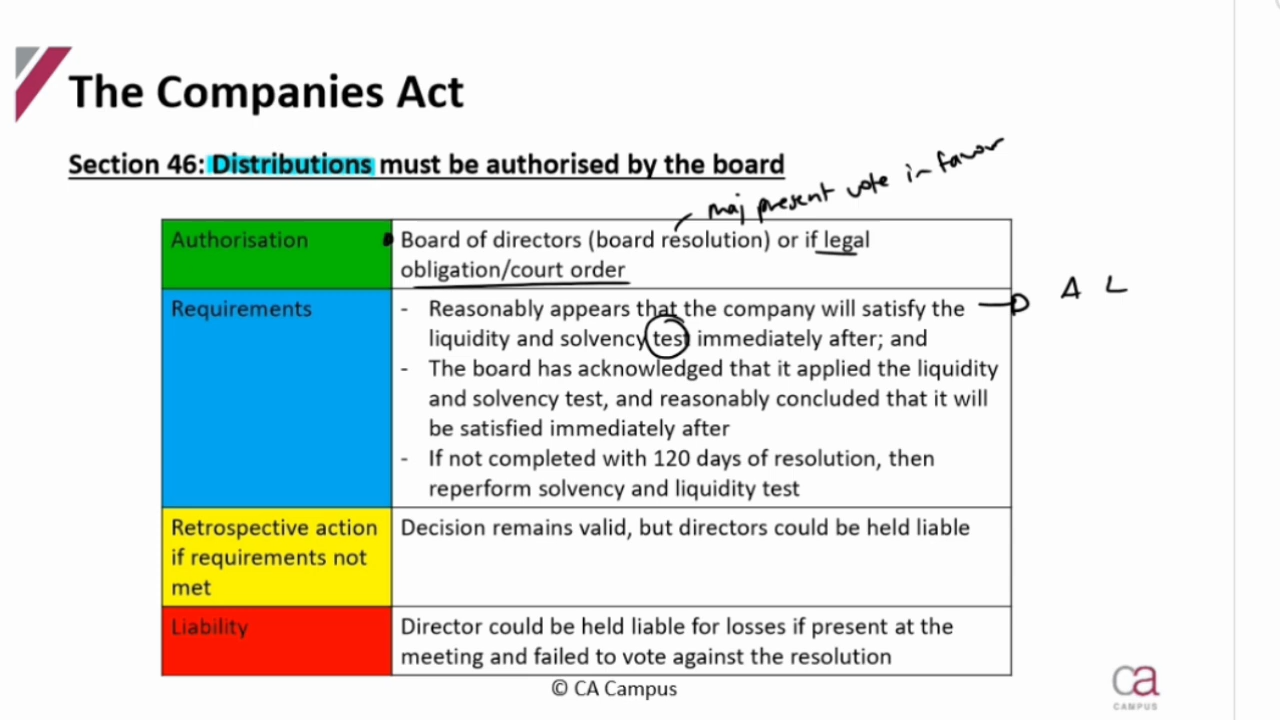 The Companies Act
Section 46: Distributions must be authorised by the board
maj present vote in favor
Authorisation
Board of directors (board resolution) or if legal
obligation/court order
Requirements
- Reasonably appears that the company will satisfy the
liquidity and solvency test immediately after; and
A L
- The board has acknowledged that it applied the liquidity
and solvency test, and reasonably concluded that it will
be satisfied immediately after
- If not completed with 120 days of resolution, then
reperform solvency and liquidity test
Retrospective action
if requirements not
met
Decision remains valid, but directors could be held liable
Liability
Director could be held liable for losses if present at the
meeting and failed to vote against the resolution
© CA Campus
ca
CAMPUS